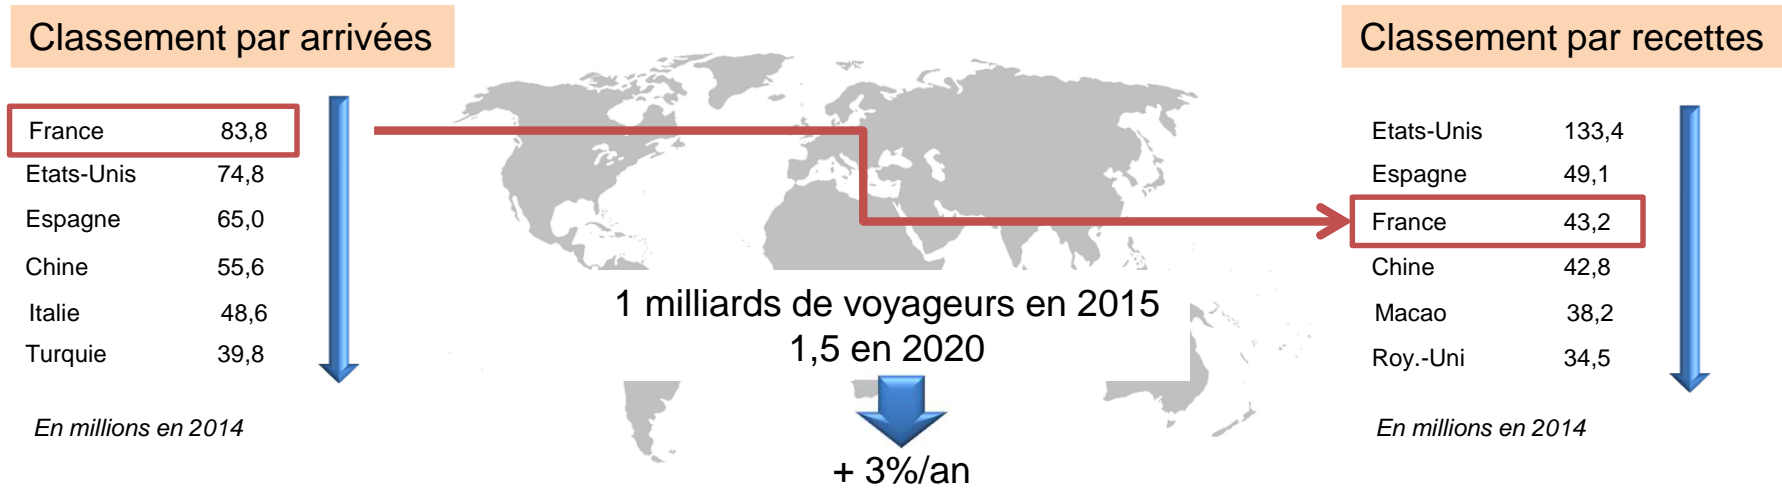 Classement par arrivées
France 83,8
Etats-Unis 74,8
Espagne 65,0
Chine 55,6
Italie 48,6
Turquie 39,8
En millions en 2014
1 milliards de voyageurs en 2015
1,5 en 2020
+ 3%/an
Classement par recettes
Etats-Unis 133,4
Espagne 49,1
France 43,2
Chine 42,8
Macao 38,2
Roy.-Uni 34,5
En millions en 2014